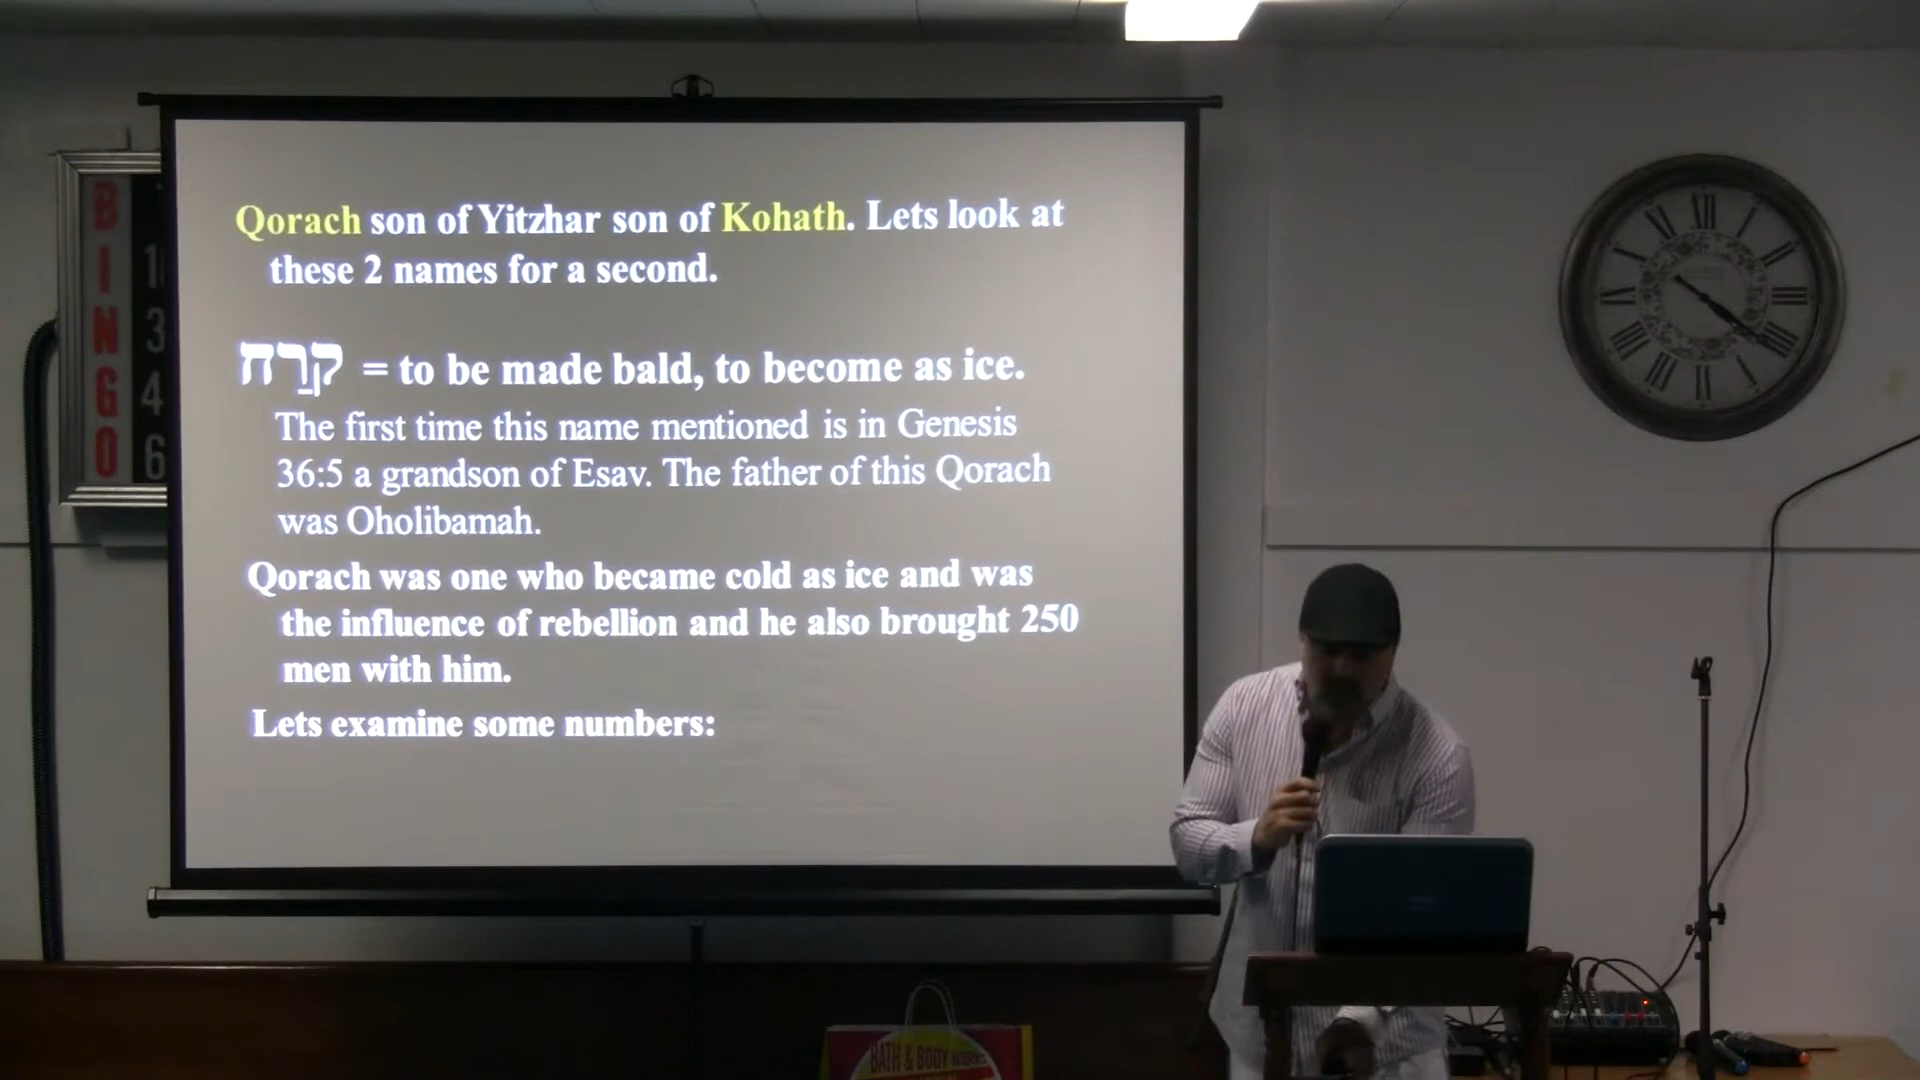 Qorach son of Yitzhar son of Kohath. Lets look at
these 2 names for a second.
קרַח = to be made bald, to become as ice.
The first time this name mentioned is in Genesis
36:5 a grandson of Esav. The father of this Qorach
was Oholibamah.
Qorach was one who became cold as ice and was
the influence of rebellion and he also brought 250
men with him.
Lets examine some numbers:
BINGO
3
4
6
BATH & BODY WORKS